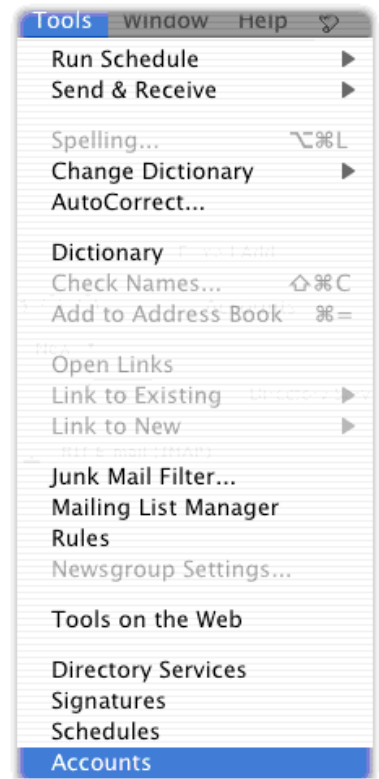 Tools Window Help
Run Schedule ▶
Send & Receive ▶
Spelling... ⌥⌘L
Change Dictionary ▶
AutoCorrect...
Dictionary
Check Names... ⇧⌘C
Add to Address Book ⌘=
Open Links
Link to Existing ▶
Link to New ▶
Junk Mail Filter...
Mailing List Manager
Rules
Newsgroup Settings...
Tools on the Web
Directory Services
Signatures
Schedules
Accounts